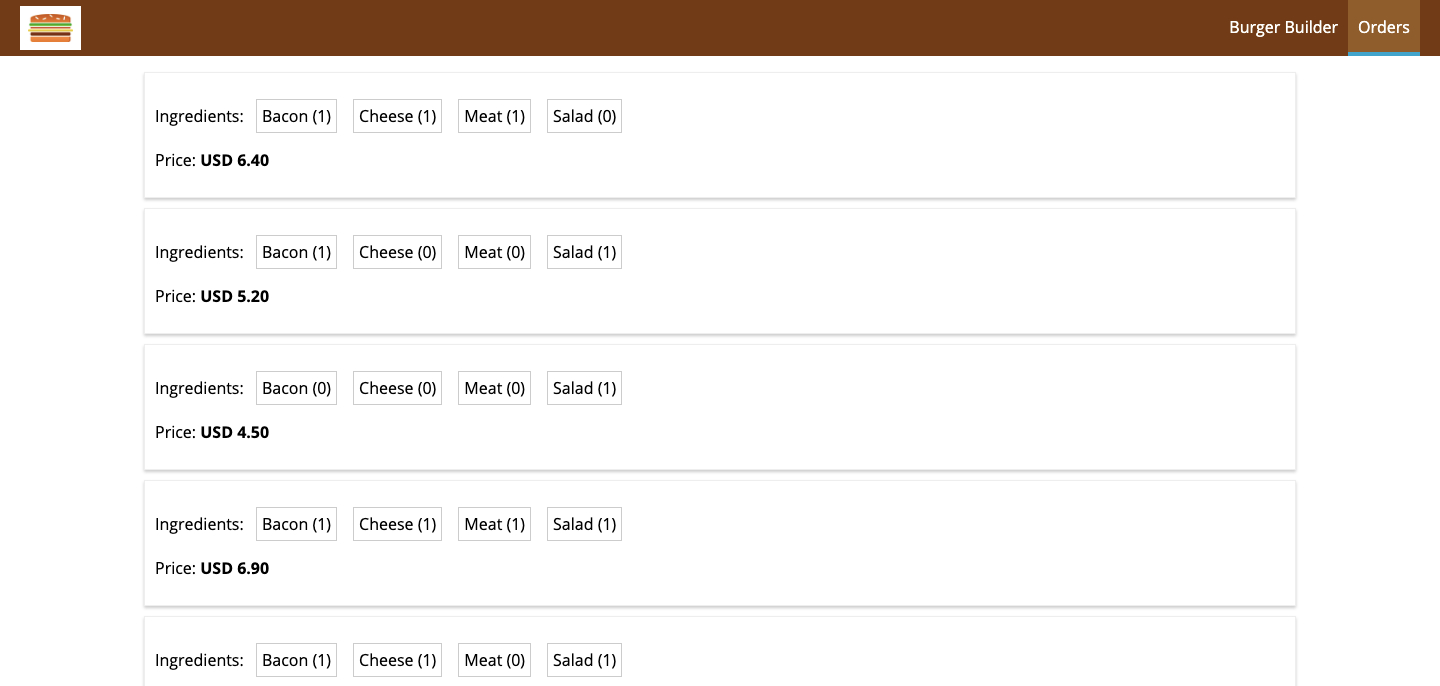 Burger Builder Orders
Ingredients: Bacon (1) Cheese (1) Meat (1) Salad (0)
Price: USD 6.40
Ingredients: Bacon (1) Cheese (0) Meat (0) Salad (1)
Price: USD 5.20
Ingredients: Bacon (0) Cheese (0) Meat (0) Salad (1)
Price: USD 4.50
Ingredients: Bacon (1) Cheese (1) Meat (1) Salad (1)
Price: USD 6.90
Ingredients: Bacon (1) Cheese (1) Meat (0) Salad (1)